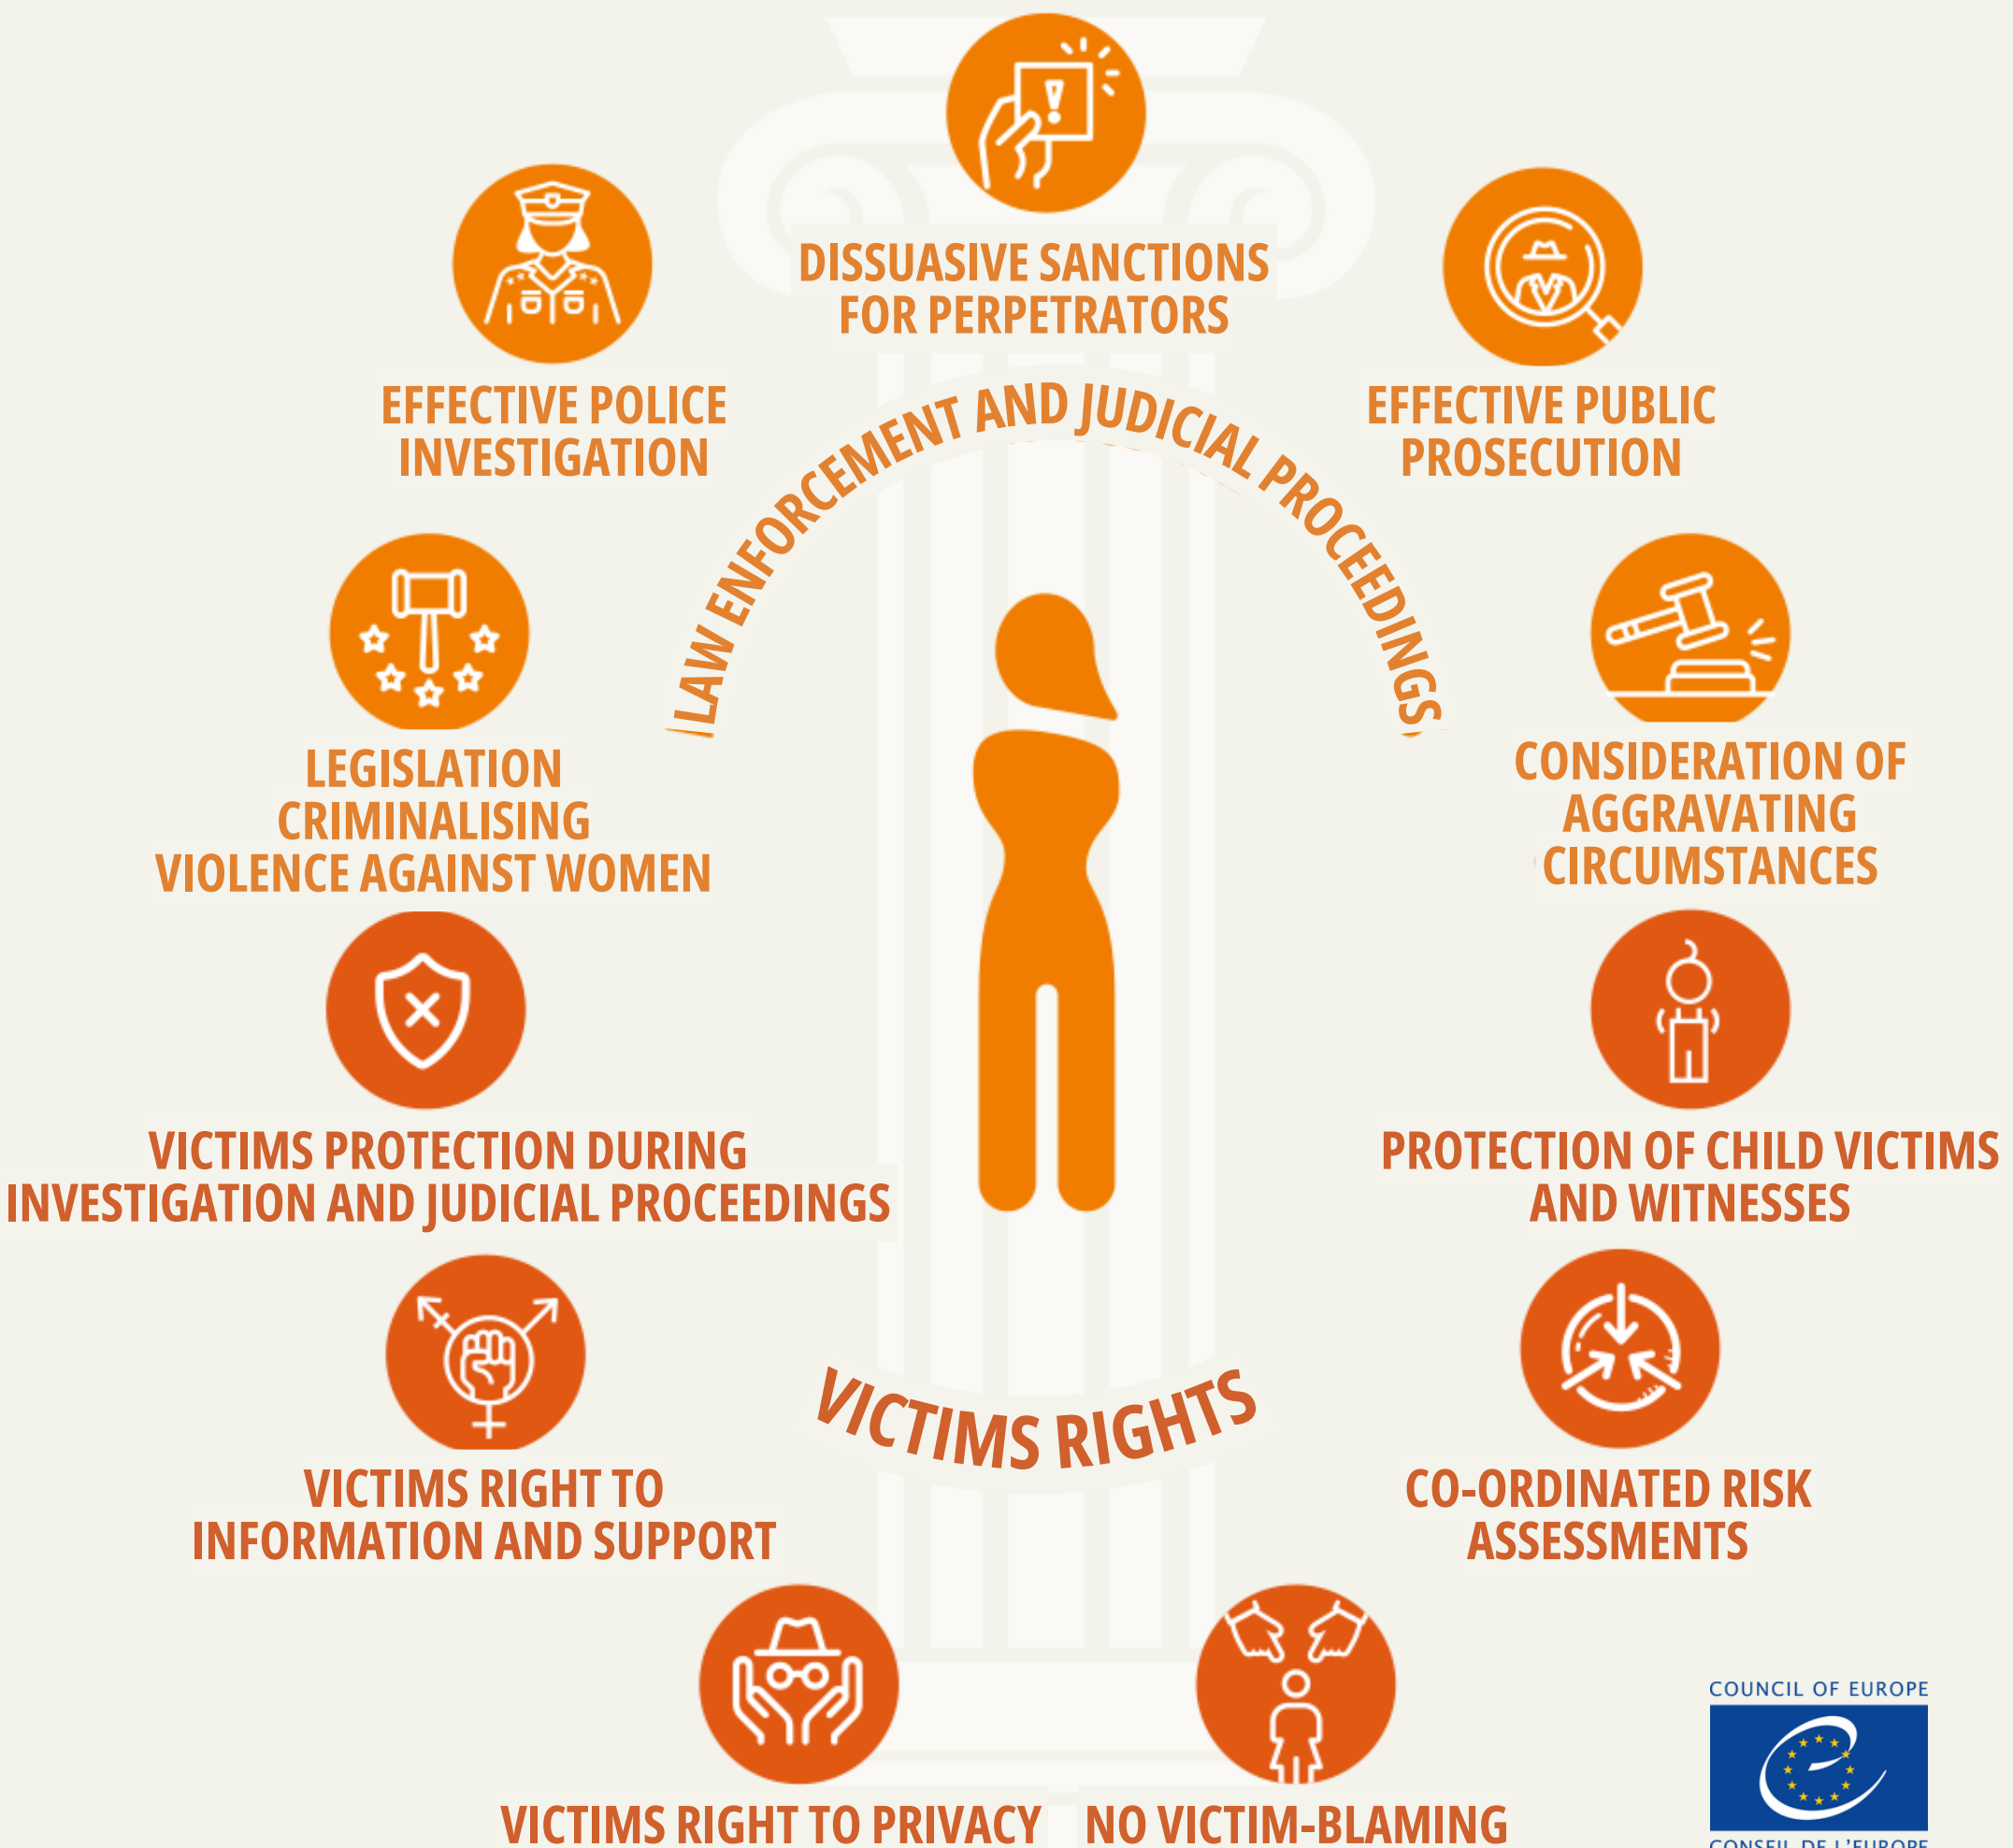 DISSUASIVE SANCTIONS
FOR PERPETRATORS
EFFECTIVE POLICE
INVESTIGATION
EFFECTIVE PUBLIC
PROSECUTION
LAW ENFORCEMENT AND JUDICIAL PROCEEDINGS
LEGISLATION
CRIMINALISING
VIOLENCE AGAINST WOMEN
CONSIDERATION OF
AGGRAVATING
CIRCUMSTANCES
VICTIMS PROTECTION DURING
INVESTIGATION AND JUDICIAL PROCEEDINGS
PROTECTION OF CHILD VICTIMS
AND WITNESSES
VICTIMS RIGHTS
VICTIMS RIGHT TO
INFORMATION AND SUPPORT
CO-ORDINATED RISK
ASSESSMENTS
VICTIMS RIGHT TO PRIVACY
NO VICTIM-BLAMING
COUNCIL OF EUROPE
CONSEIL DE L'EUROPE